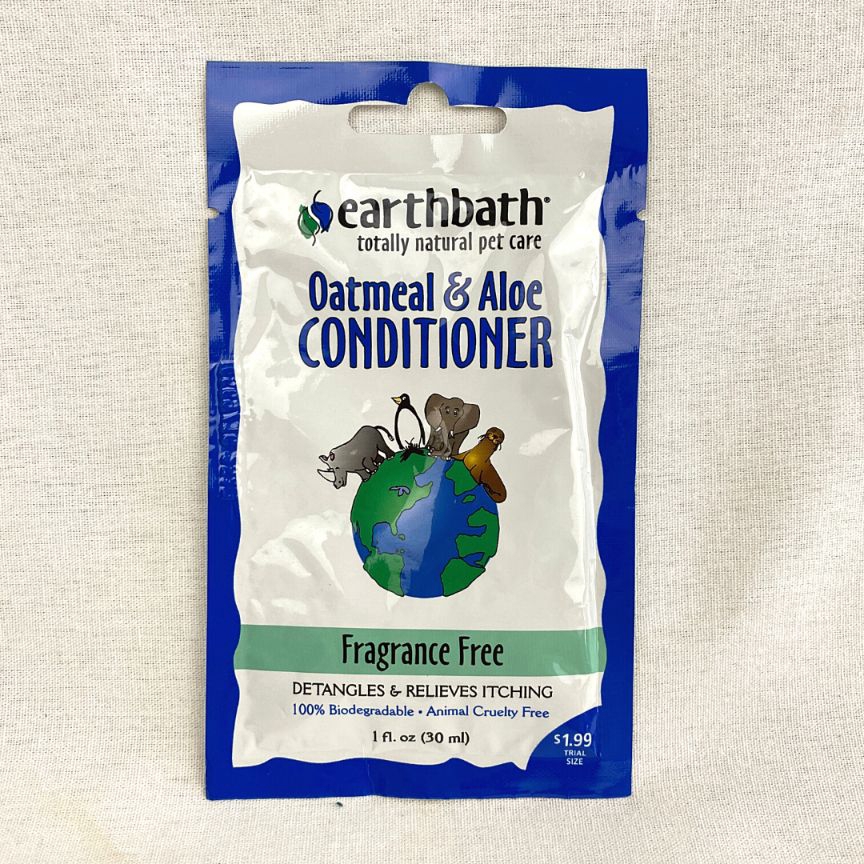 earthbath®
totally natural pet care
Oatmeal & Aloe
CONDITIONER
Fragrance Free
DETANGLES & RELIEVES ITCHING
100% Biodegradable • Animal Cruelty Free
1 fl. oz (30 ml)
$1.99
TRIAL
SIZE